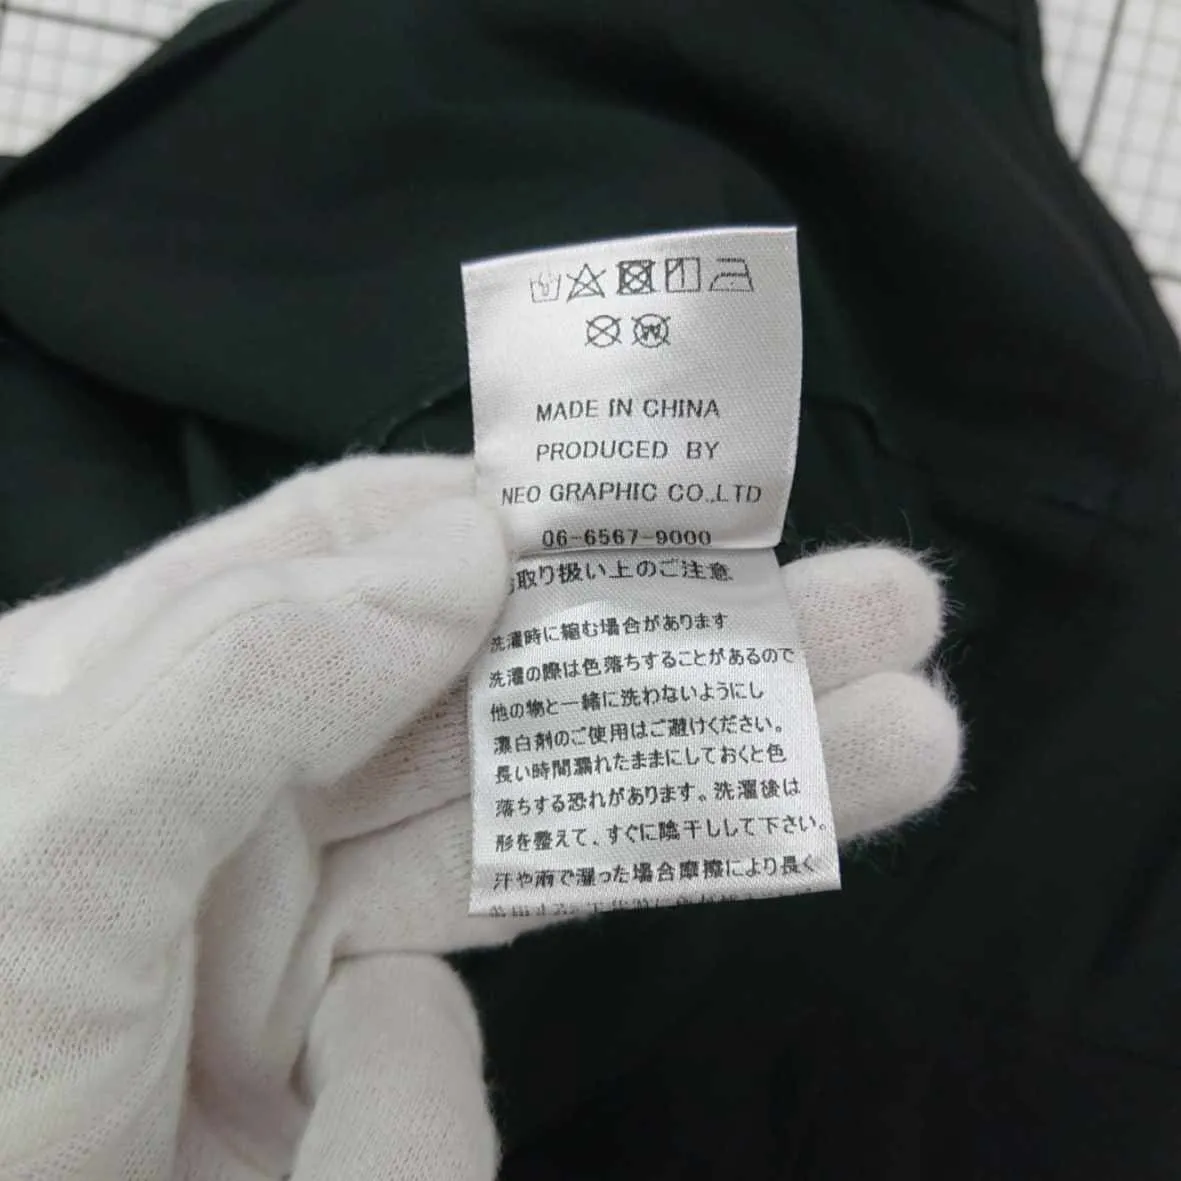 MADE IN CHINA
PRODUCED BY
NEO GRAPHIC CO.,LTD
06-6567-9000
取り扱い上のご注意
洗濯時に縮む場合があります
洗濯の際は色落ちすることがあるので
他の物と一緒に洗わないようにし
漂白剤のご使用はご避けください。
長い時間濡れたままにしておくと色
落ちする恐れがあります。洗濯後は
形を整えて、すぐに陰干しして下さい。
汗や雨で湿った場合摩擦により長く